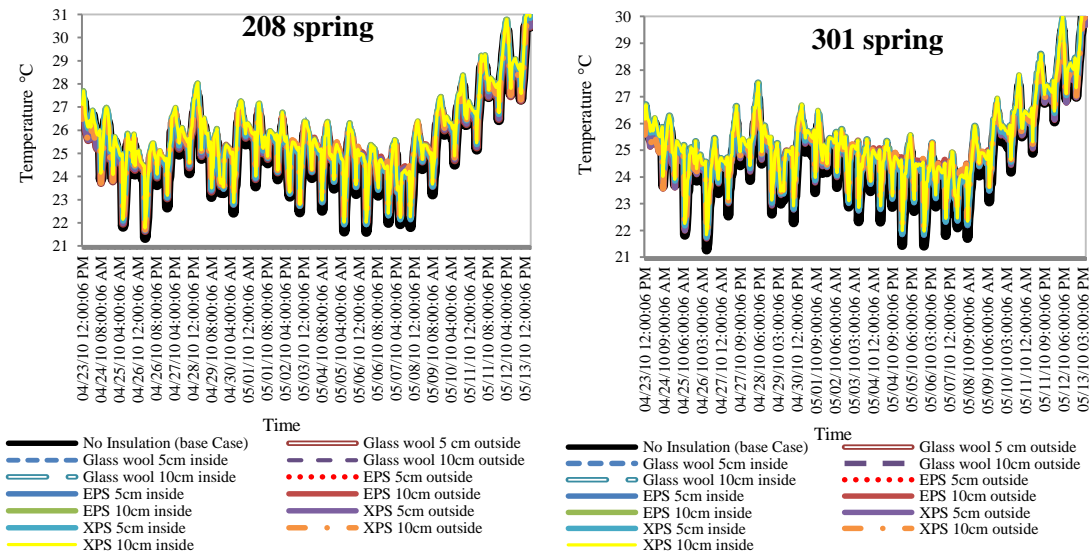 208 spring
Temperature °C
31
30
29
28
27
26
25
24
23
22
21
04/23/10 12:00:06 PM
04/24/10 08:00:06 AM
04/25/10 04:00:06 AM
04/26/10 12:00:06 AM
04/26/10 08:00:06 PM
04/27/10 04:00:06 PM
04/28/10 12:00:06 PM
04/29/10 08:00:06 AM
04/30/10 04:00:06 AM
05/01/10 12:00:06 AM
05/01/10 08:00:06 PM
05/02/10 04:00:06 PM
05/03/10 12:00:06 PM
05/04/10 08:00:06 AM
05/05/10 04:00:06 AM
05/06/10 12:00:06 AM
05/06/10 08:00:06 PM
05/07/10 04:00:06 PM
05/08/10 12:00:06 PM
05/09/10 08:00:06 AM
05/10/10 04:00:06 AM
05/11/10 12:00:06 AM
05/11/10 08:00:06 PM
05/12/10 04:00:06 PM
05/13/10 12:00:06 PM
Time
No Insulation (base Case)
Glass wool 5cm inside
Glass wool 10cm inside
EPS 5cm inside
EPS 10cm inside
XPS 5cm inside
XPS 10cm inside
Glass wool 5 cm outside
Glass wool 10cm outside
EPS 5cm outside
EPS 10cm outside
XPS 5cm outside
XPS 10cm outside
301 spring
Temperature °C
30
29
28
27
26
25
24
23
22
21
04/23/10 12:00:06 PM
04/24/10 09:00:06 AM
04/25/10 06:00:06 AM
04/26/10 03:00:06 AM
04/27/10 12:00:06 AM
04/27/10 09:00:06 PM
04/28/10 06:00:06 PM
04/29/10 03:00:06 PM
04/30/10 12:00:06 PM
05/01/10 09:00:06 AM
05/02/10 06:00:06 AM
05/03/10 03:00:06 AM
05/04/10 12:00:06 AM
05/04/10 09:00:06 PM
05/05/10 06:00:06 PM
05/06/10 03:00:06 PM
05/07/10 12:00:06 PM
05/08/10 09:00:06 AM
05/09/10 06:00:06 AM
05/10/10 03:00:06 AM
05/11/10 12:00:06 AM
05/11/10 09:00:06 PM
05/12/10 06:00:06 PM
05/13/10 03:00:06 PM
Time
No Insulation (base Case)
Glass wool 5cm inside
Glass wool 10cm inside
EPS 5cm inside
EPS 10cm inside
XPS 5cm inside
XPS 10cm inside
Glass wool 5 cm outside
Glass wool 10cm outside
EPS 5cm outside
EPS 10cm outside
XPS 5cm outside
XPS 10cm outside